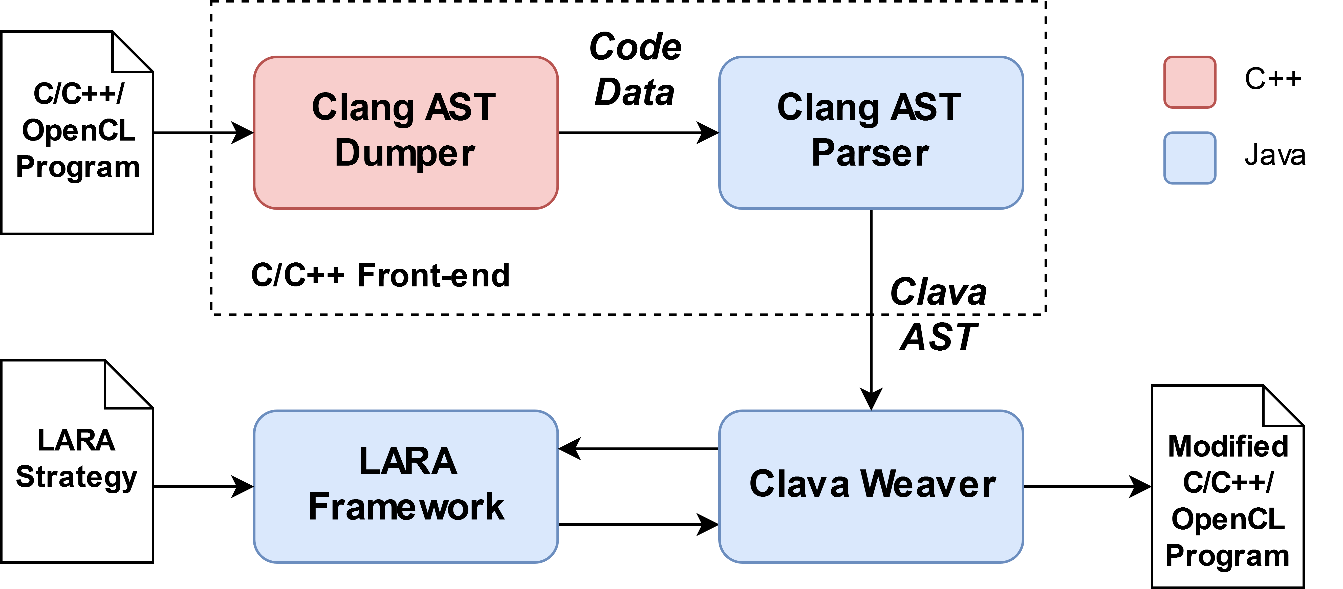 C/C++/
OpenCL
Program
Clang AST
Dumper
Code
Data
Clang AST
Parser
C++
Java
C/C++ Front-end
Clava
AST
LARA
Strategy
LARA
Framework
Clava Weaver
Modified
C/C++/
OpenCL
Program